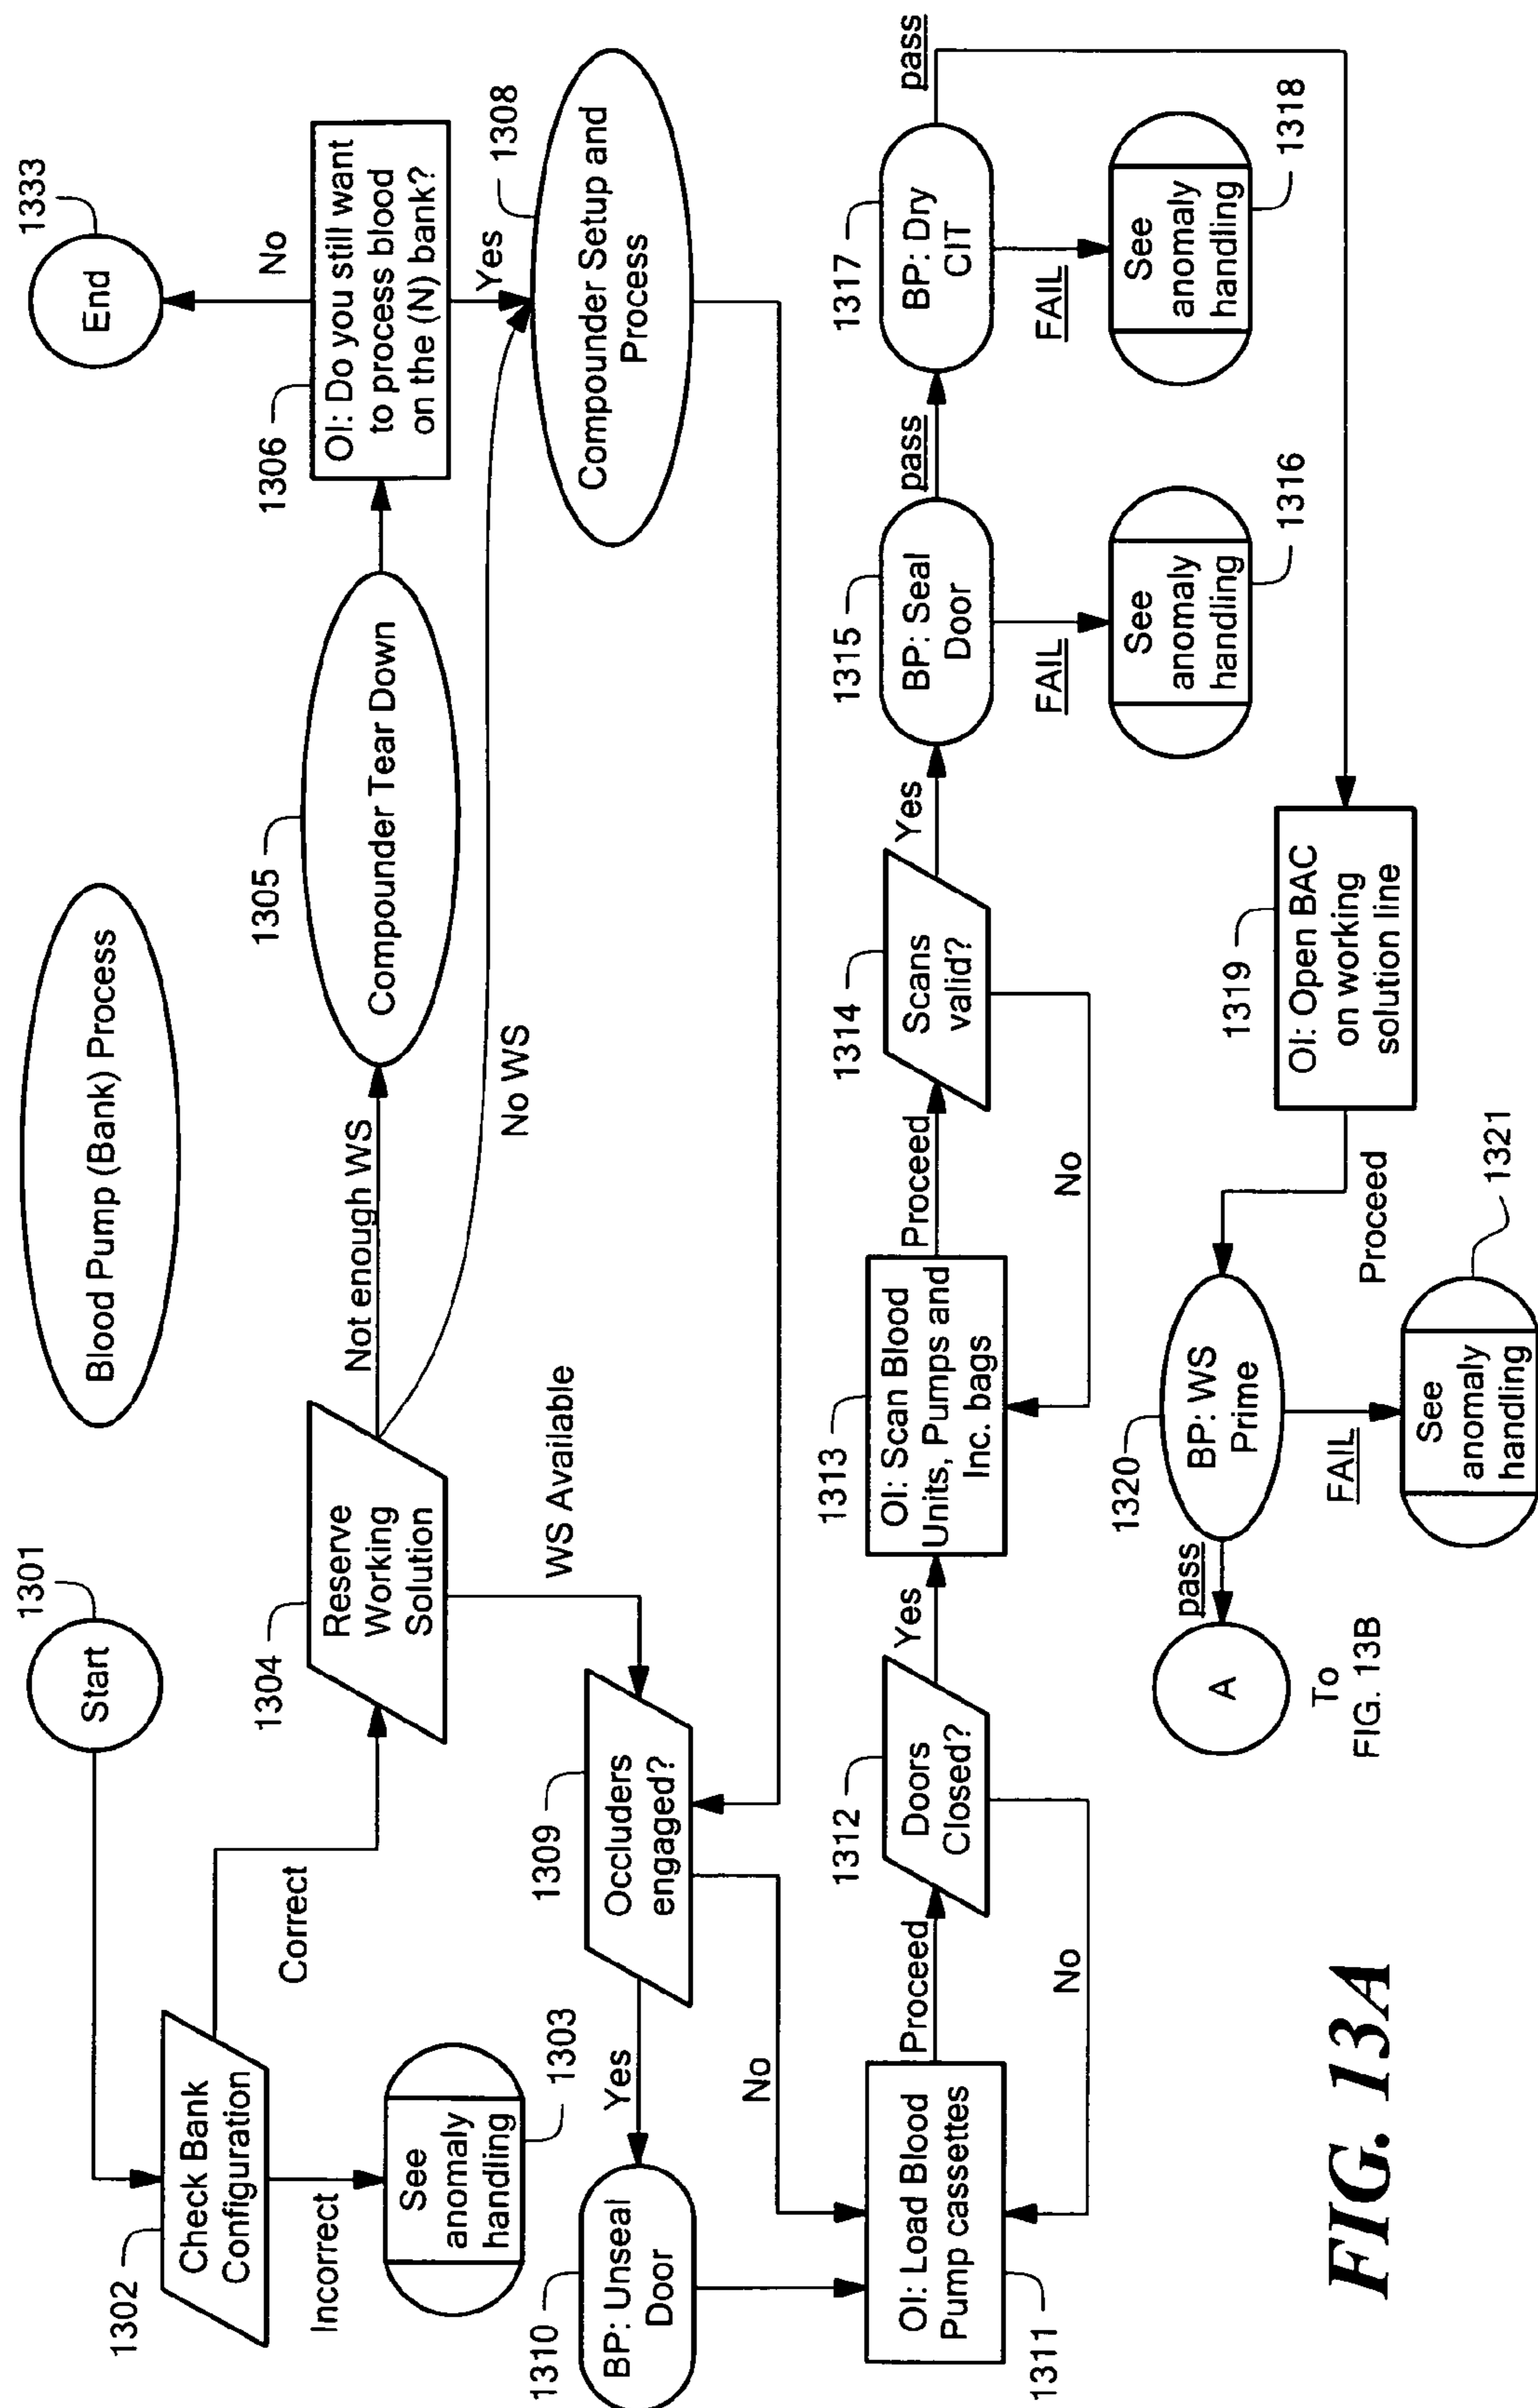 Blood Pump (Bank) Process
1301
Start
1302
Check Bank
Configuration
Incorrect
See
anomaly
handling
1303
Correct
1304
Reserve
Working
Solution
Not enough WS
No WS
WS Available
1305
Compounder Tear Down
1306
OI: Do you still want
to process blood
on the (N) bank?
No
End
1333
Yes
1308
Compounder Setup and
Process
1309
Occluders
engaged?
Yes
No
1310
BP: Unseal
Door
OI: Load Blood
Pump cassettes
1311
Proceed
1312
Doors
Closed?
No
Yes
1313
OI: Scan Blood
Units, Pumps and
Inc. bags
Proceed
1314
Scans
valid?
No
Yes
1315
BP: Seal
Door
FAIL
See
anomaly
handling
1316
pass
1317
BP: Dry
CIT
FAIL
See
anomaly
handling
1318
pass
1319
OI: Open BAC
on working
solution line
Proceed
1320
BP: WS
Prime
FAIL
See
anomaly
handling
1321
pass
A
To
FIG. 13B
FIG. 13A